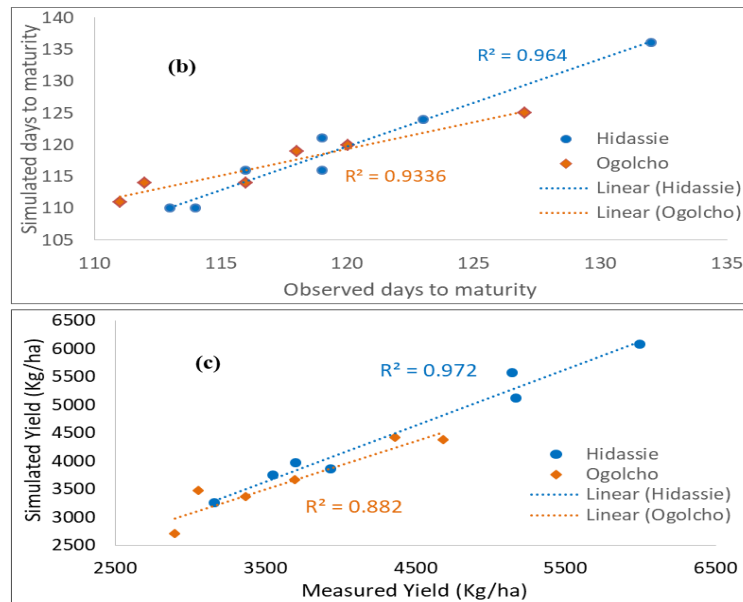 140
135
130
125
120
115
110
105
Simulated days to maturity
(b)
R² = 0.964
R² = 0.9336
Hidassie
Ogolcho
Linear (Hidassie)
Linear (Ogolcho)
110 115 120 125 130 135
Observed days to maturity
6500
6000
5500
5000
4500
4000
3500
3000
2500
Simulated Yield (Kg/ha)
(c)
R² = 0.972
R² = 0.882
Hidassie
Ogolcho
Linear (Hidassie)
Linear (Ogolcho)
2500 3500 4500 5500 6500
Measured Yield (Kg/ha)